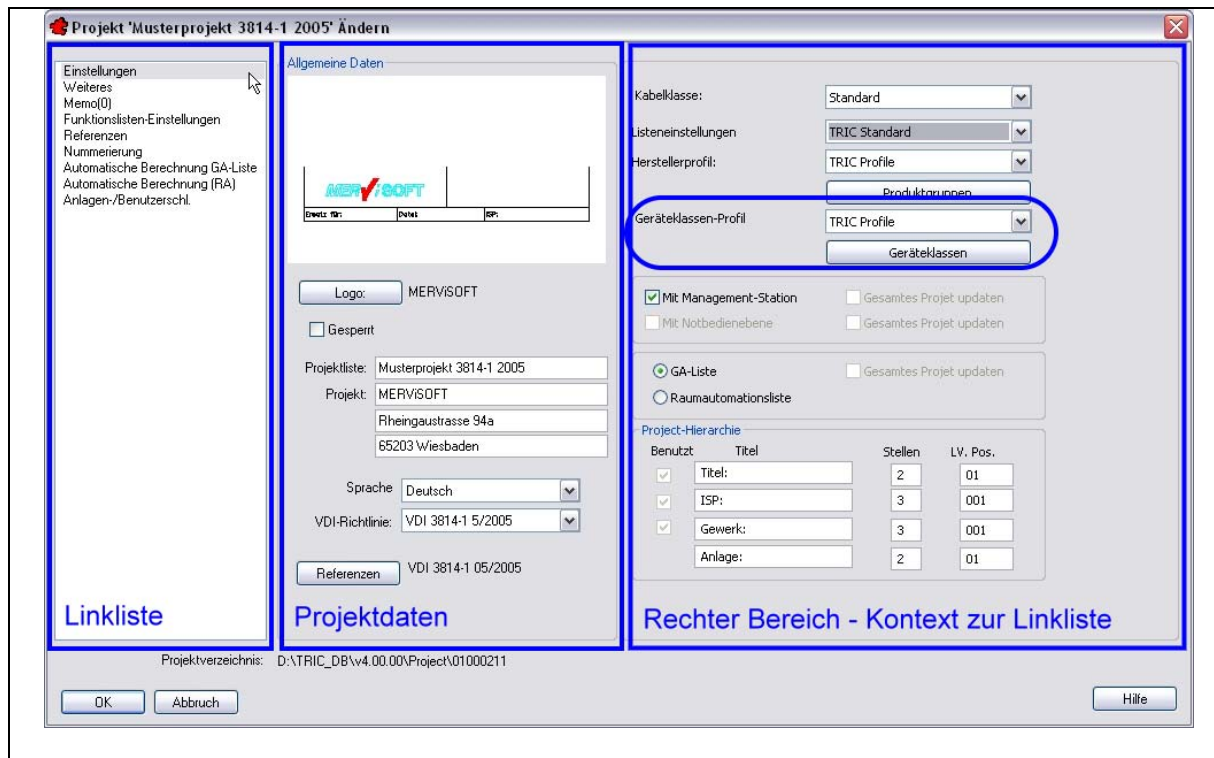 Projekt 'Musterprojekt 3814-1 2005' Ändern
Einstellungen
Weiteres
Memo(0)
Funktionslisten-Einstellungen
Referenzen
Nummerierung
Automatische Berechnung GA-Liste
Automatische Berechnung (RA)
Anlagen-/Benutzerschl.
Linkliste
Allgemeine Daten
MERViSOFT
Ersatz für: Datei: ISP:
Logo: MERViSOFT
Gesperrt
Projektliste: Musterprojekt 3814-1 2005
Projekt: MERViSOFT
Rheingaustrasse 94a
65203 Wiesbaden
Sprache Deutsch
VDI-Richtlinie: VDI 3814-1 5/2005
Referenzen VDI 3814-1 05/2005
Projektdaten
Kabelklasse: Standard
Listeneinstellungen TRIC Standard
Herstellerprofil: TRIC Profile
Produktgruppen
Geräteklassen-Profil TRIC Profile
Geräteklassen
Mit Management-Station Gesamtes Projet updaten
Mit Notbedienebene Gesamtes Projet updaten
GA-Liste Gesamtes Projet updaten
Raumautomationsliste
Project-Hierarchie
Benutzt Titel Stellen LV. Pos.
Titel: 2 01
ISP: 3 001
Gewerk: 3 001
Anlage: 2 01
Rechter Bereich - Kontext zur Linkliste
Projektverzeichnis: D:\TRIC_DB\v4.00.00\Project\01000211
OK Abbruch Hilfe